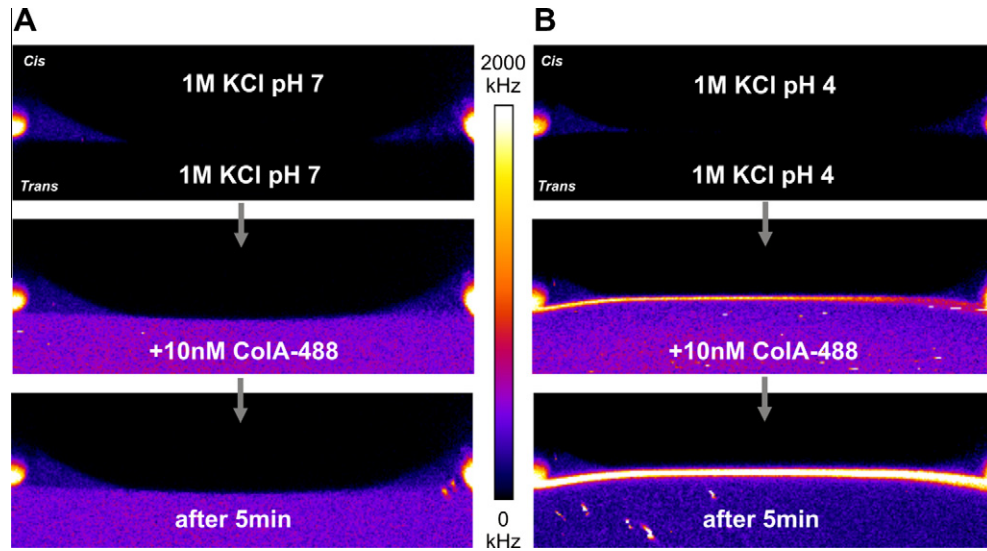 A
Cis
1M KCl pH 7
1M KCl pH 7
Trans
+10nM ColA-488
after 5min
2000
kHz
0
kHz
B
Cis
1M KCl pH 4
1M KCl pH 4
Trans
+10nM ColA-488
after 5min